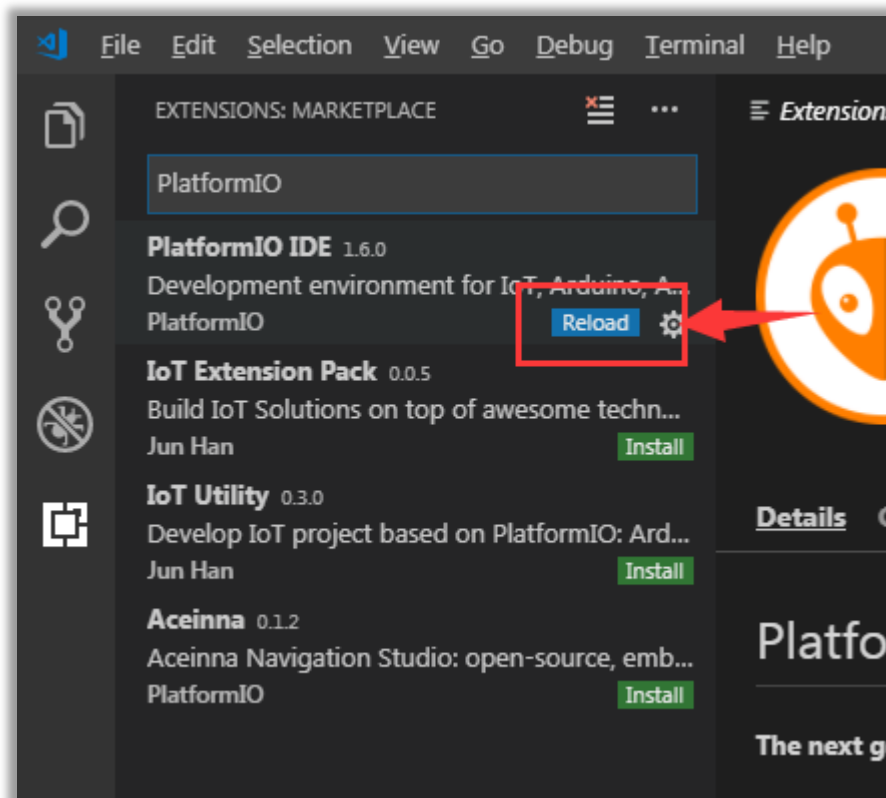 File Edit Selection View Go Debug Terminal Help
EXTENSIONS: MARKETPLACE
PlatformIO
PlatformIO IDE 1.6.0
Development environment for IoT, Arduino, A...
PlatformIO Reload
IoT Extension Pack 0.0.5
Build IoT Solutions on top of awesome techn...
Jun Han Install
IoT Utility 0.3.0
Develop IoT project based on PlatformIO: Ard...
Jun Han Install
Aceinna 0.1.2
Aceinna Navigation Studio: open-source, emb...
PlatformIO Install
Extension
Details
Platfo
The next g